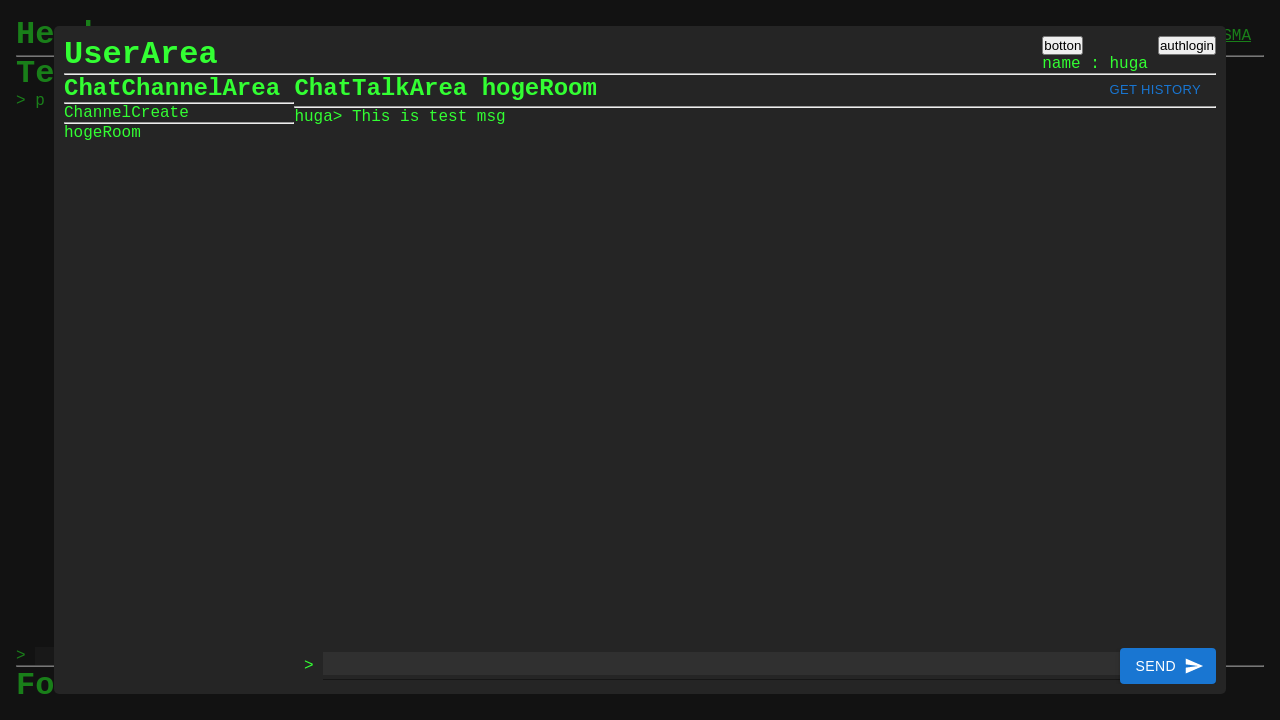 UserArea
botton
authlogin
name : huga
ChatChannelArea
ChatTalkArea hogeRoom
GET HISTORY
ChannelCreate
hogeRoom
huga> This is test msg
>
SEND
He
SMA
Te
> p
>
Fo